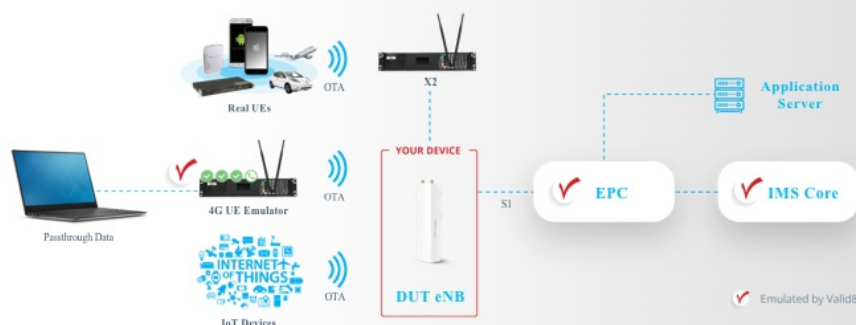 Real UEs
OTA
X2
Application
Server
YOUR DEVICE
Passthrough Data
4G UE Emulator
OTA
S1
EPC
IMS Core
INTERNET
OF
THINGS
IoT Devices
OTA
DUT eNB
Emulated by Valid8